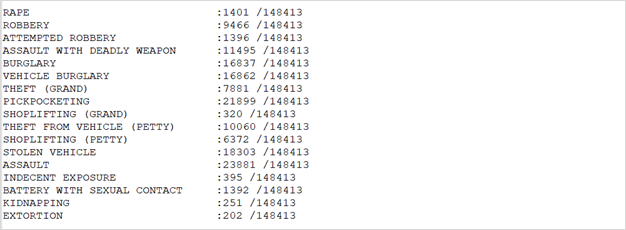 RAPE :1401 /148413
ROBBERY :9466 /148413
ATTEMPTED ROBBERY :1396 /148413
ASSAULT WITH DEADLY WEAPON :11495 /148413
BURGLARY :16837 /148413
VEHICLE BURGLARY :16862 /148413
THEFT (GRAND) :7881 /148413
PICKPOCKETING :21899 /148413
SHOPLIFTING (GRAND) :320 /148413
THEFT FROM VEHICLE (PETTY) :10060 /148413
SHOPLIFTING (PETTY) :6372 /148413
STOLEN VEHICLE :18303 /148413
ASSAULT :23881 /148413
INDECENT EXPOSURE :395 /148413
BATTERY WITH SEXUAL CONTACT :1392 /148413
KIDNAPPING :251 /148413
EXTORTION :202 /148413